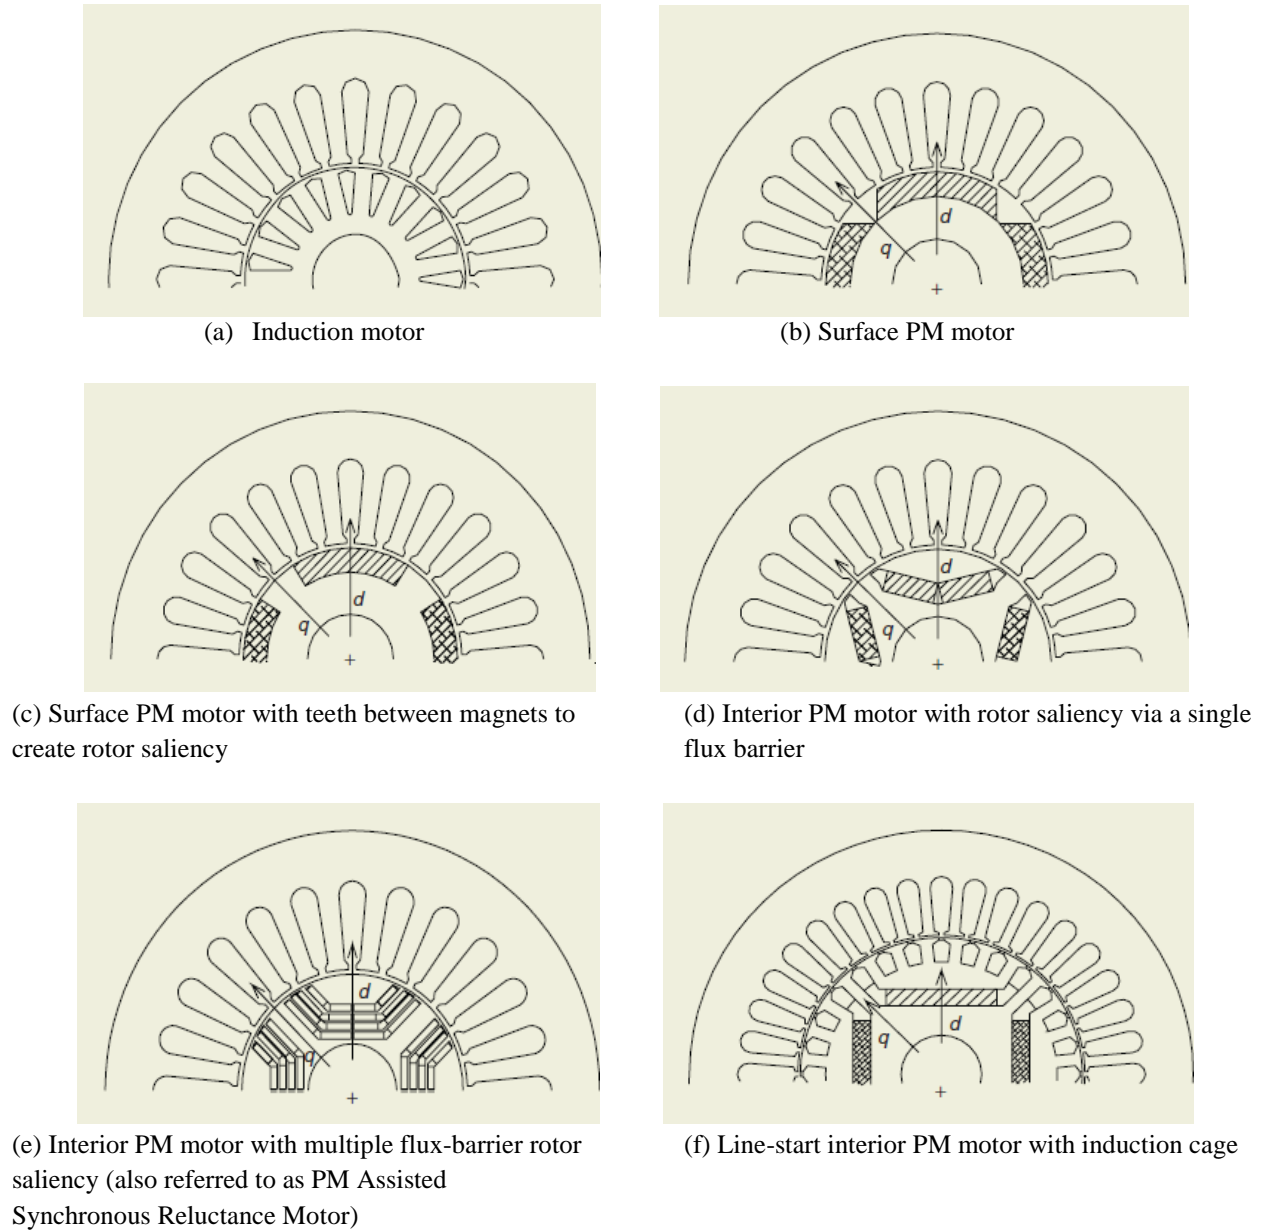 (a) Induction motor
d
q
+
(b) Surface PM motor
d
q
+
(c) Surface PM motor with teeth between magnets to
create rotor saliency
d
q
+
(d) Interior PM motor with rotor saliency via a single
flux barrier
d
q
+
(e) Interior PM motor with multiple flux-barrier rotor
saliency (also referred to as PM Assisted
Synchronous Reluctance Motor)
d
q
+
(f) Line-start interior PM motor with induction cage